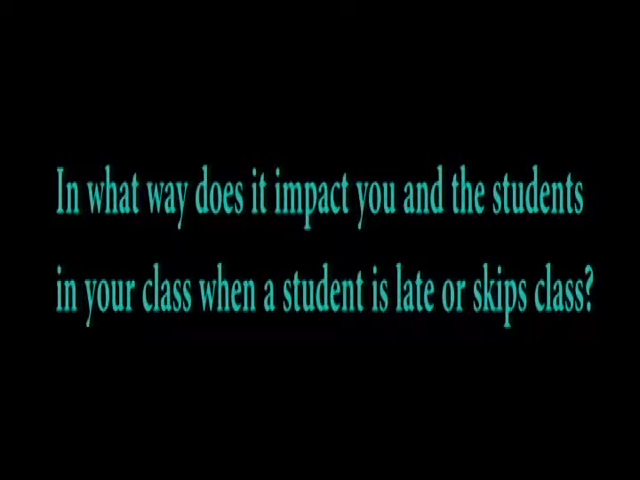 In what way does it impact you and the students
in your class when a student is late or skips class?